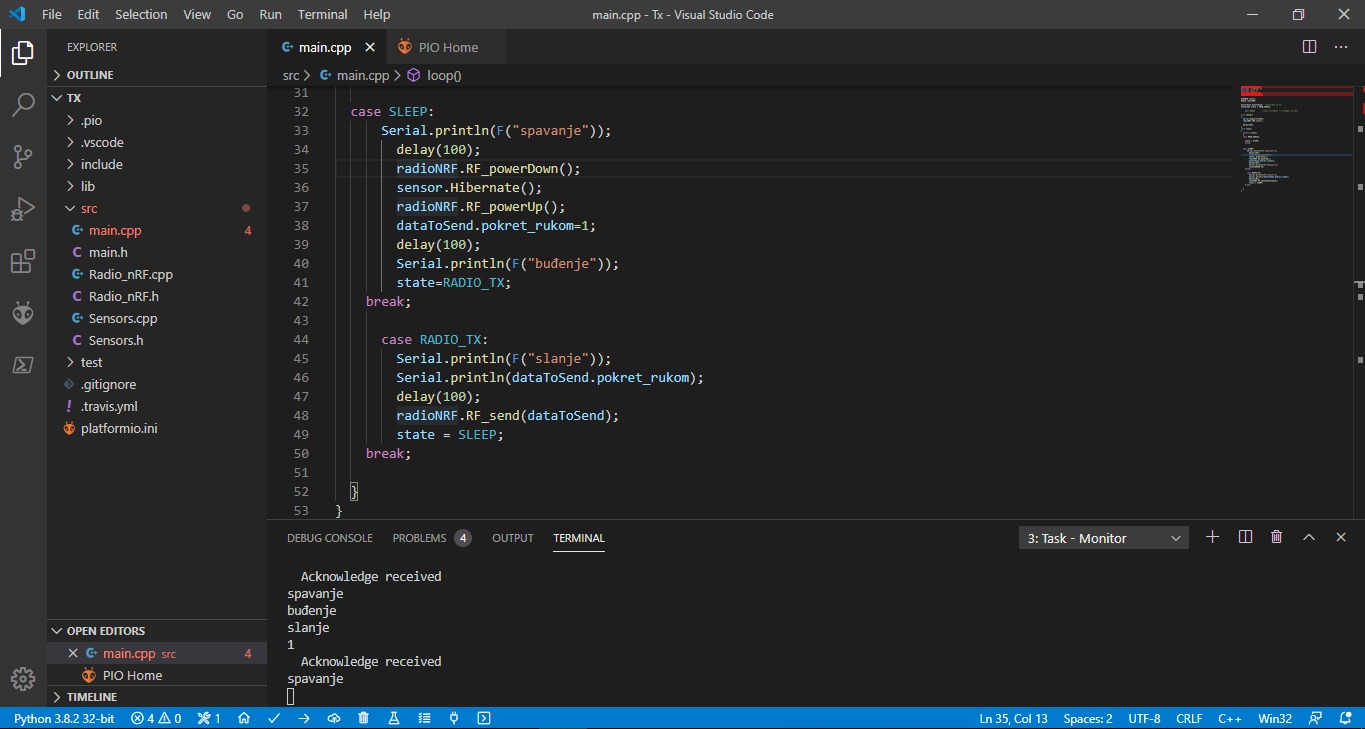 File Edit Selection View Go Run Terminal Help main.cpp - Tx - Visual Studio Code
EXPLORER
OUTLINE
TX
.pio
.vscode
include
lib
src
main.cpp 4
main.h
Radio_nRF.cpp
Radio_nRF.h
Sensors.cpp
Sensors.h
test
.gitignore
.travis.yml
platformio.ini
OPEN EDITORS
main.cpp src 4
PIO Home
TIMELINE
main.cpp PIO Home
src > main.cpp > loop()
31
32 case SLEEP:
33 Serial.println(F("spavanje"));
34 delay(100);
35 radioNRF.RF_powerDown();
36 sensor.Hibernate();
37 radioNRF.RF_powerUp();
38 dataToSend.pokret_rukom=1;
39 delay(100);
40 Serial.println(F("buđenje"));
41 state=RADIO_TX;
42 break;
43
44 case RADIO_TX:
45 Serial.println(F("slanje"));
46 Serial.println(dataToSend.pokret_rukom);
47 delay(100);
48 radioNRF.RF_send(dataToSend);
49 state = SLEEP;
50 break;
51
52 }
53 }
DEBUG CONSOLE PROBLEMS 4 OUTPUT TERMINAL 3: Task - Monitor
Acknowledge received
spavanje
buđenje
slanje
1
Acknowledge received
spavanje
Python 3.8.2 32-bit 4 0 1 Ln 35, Col 13 Spaces: 2 UTF-8 CRLF C++ Win32